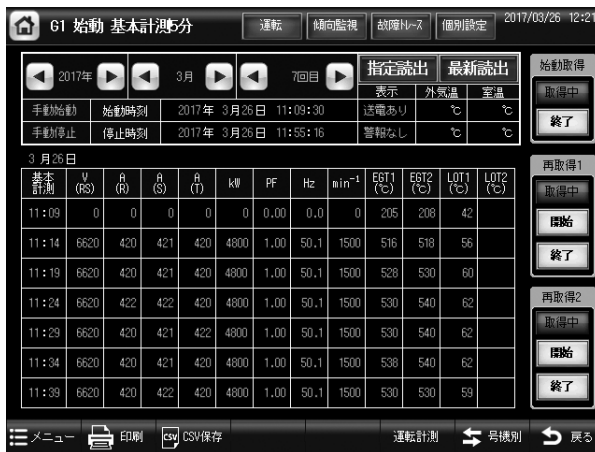 G1 始動 基本計測5分 運転 傾向監視 故障トレース 個別設定 2017/03/26 12:21
2017年 3月 7回目 指定読出 最新読出
表示 外気温 室温
手動始動 始動時刻 2017年 3月26日 11:09:30 送電あり ℃ ℃
手動停止 停止時刻 2017年 3月26日 11:55:16 警報なし ℃ ℃
3 月26日
基本計測 V(RS) A(R) A(S) A(T) kW PF Hz min⁻¹ EGT1(℃) EGT2(℃) LOT1(℃) LOT2(℃)
11:09 0 0 0 0 0 0.00 0.0 0 205 208 42
11:14 6620 420 421 420 4800 1.00 50.1 1500 516 518 56
11:19 6620 420 421 420 4800 1.00 50.1 1500 528 530 60
11:24 6620 422 422 420 4800 1.00 50.1 1500 530 540 62
11:29 6620 420 421 422 4800 1.00 50.1 1500 530 540 62
11:34 6620 420 421 420 4800 1.00 50.1 1500 538 540 62
11:39 6620 420 422 420 4800 1.00 50.1 1500 530 530 59
始動取得
取得中
終了
再取得1
取得中
開始
終了
再取得2
取得中
開始
終了
メニュー 印刷 CSV CSV保存 運転計測 号機別 戻る